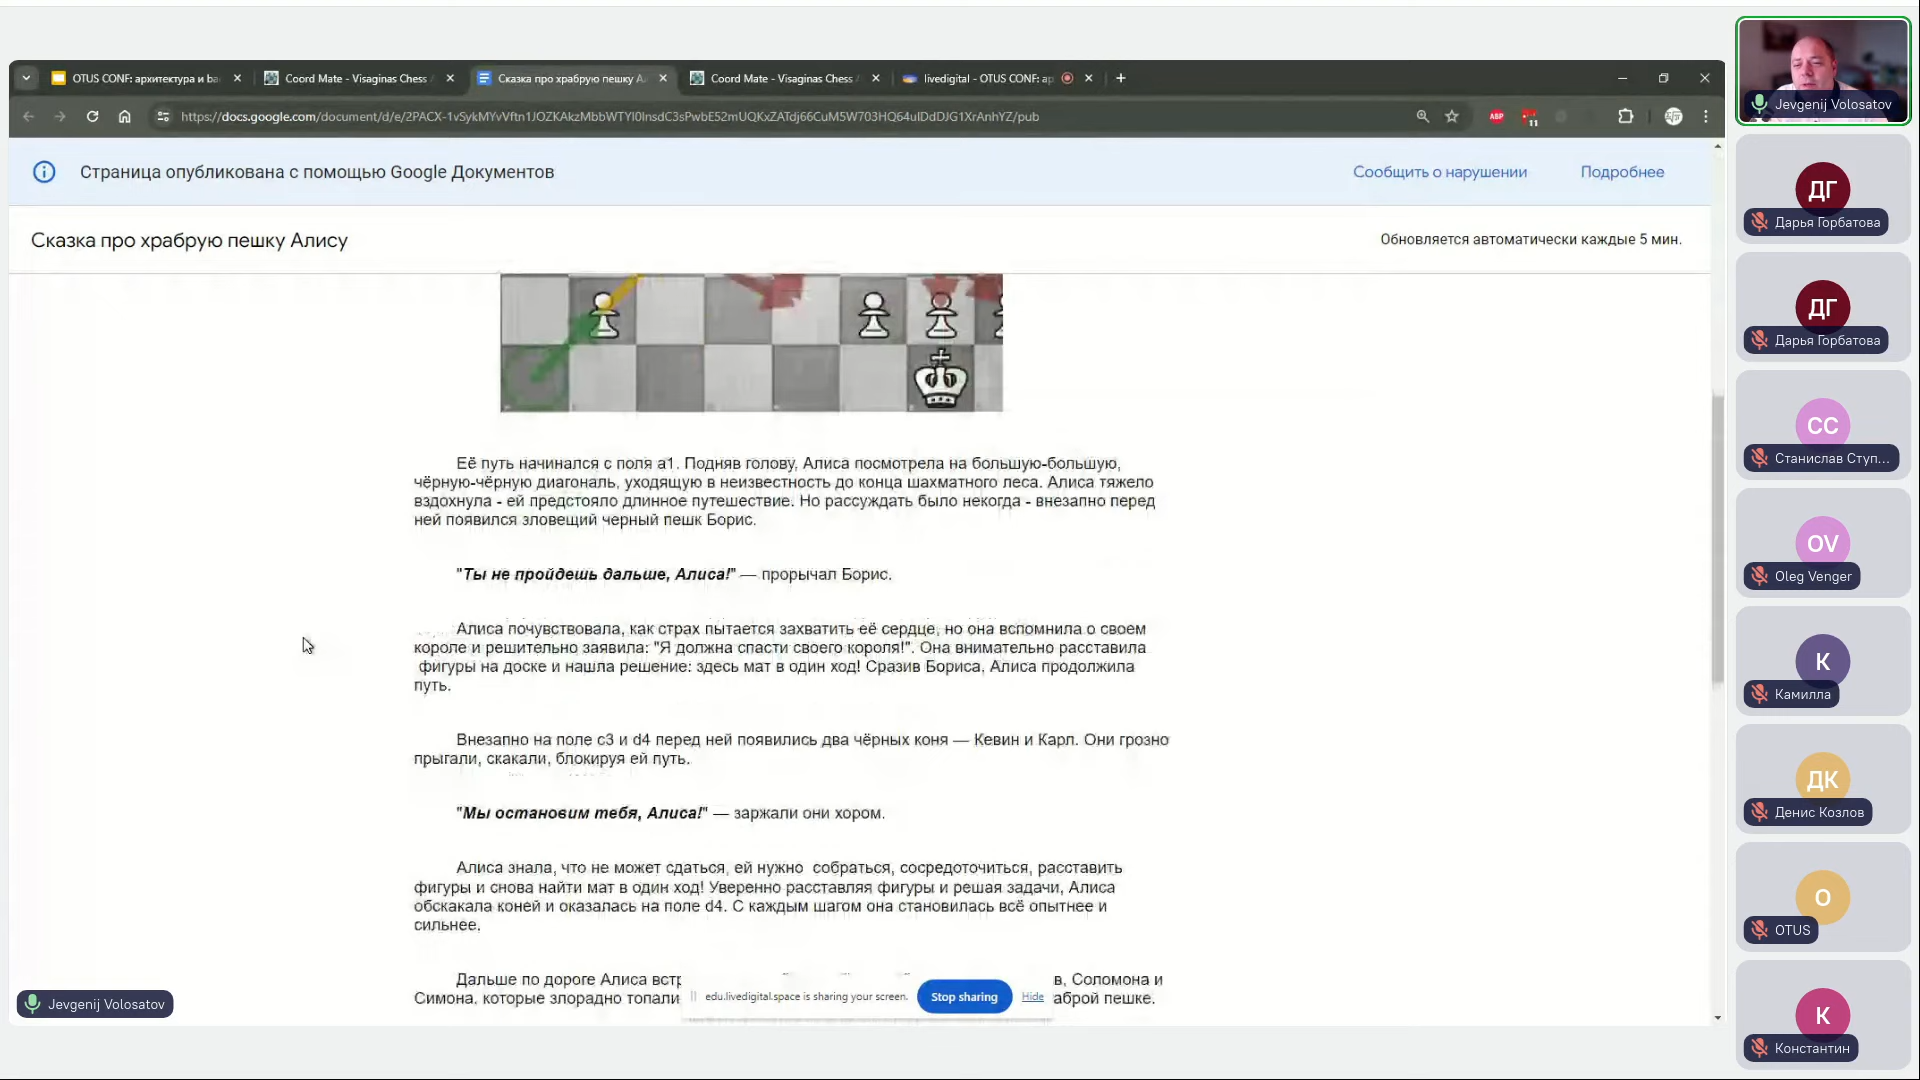 OTUS CONF: архитектура и ba
Coord Mate - Visaginas Chess
Сказка про храбрую пешку А
Coord Mate - Visaginas Chess
livedigital - OTUS CONF: ар
https://docs.google.com/document/d/e/2PACX-1vSykMYvVftn1JOZKAkzMbbWTYI0InsdC3sPwbE52mUQKxZATdj66CuM5W703HQ64uIDdDJG1XrAnhYZ/pub
ABP
11
Страница опубликована с помощью Google Документов
Сообщить о нарушении
Подробнее
Сказка про храбрую пешку Алису
Обновляется автоматически каждые 5 мин.
Её путь начинался с поля a1. Подняв голову, Алиса посмотрела на большую-большую,
чёрную-чёрную диагональ, уходящую в неизвестность до конца шахматного леса. Алиса тяжело
вздохнула - ей предстояло длинное путешествие. Но рассуждать было некогда - внезапно перед
ней появился зловещий черный пешк Борис.
"Ты не пройдешь дальше, Алиса!" — прорычал Борис.
Алиса почувствовала, как страх пытается захватить её сердце, но она вспомнила о своем
короле и решительно заявила: "Я должна спасти своего короля!". Она внимательно расставила
фигуры на доске и нашла решение: здесь мат в один ход! Сразив Бориса, Алиса продолжила
путь.
Внезапно на поле c3 и d4 перед ней появились два чёрных коня — Кевин и Карл. Они грозно
прыгали, скакали, блокируя ей путь.
"Мы остановим тебя, Алиса!" — заржали они хором.
Алиса знала, что не может сдаться, ей нужно собраться, сосредоточиться, расставить
фигуры и снова найти мат в один ход! Уверенно расставляя фигуры и решая задачи, Алиса
обскакала коней и оказалась на поле d4. С каждым шагом она становилась всё опытнее и
сильнее.
Дальше по дороге Алиса встр в, Соломона и
Симона, которые злорадно топали аброй пешке.
edu.livedigital.space is sharing your screen.
Stop sharing
Hide
Jevgenij Volosatov
Jevgenij Volosatov
ДГ
Дарья Горбатова
ДГ
Дарья Горбатова
СС
Станислав Ступ...
OV
Oleg Venger
К
Камилла
ДК
Денис Козлов
O
OTUS
К
Константин